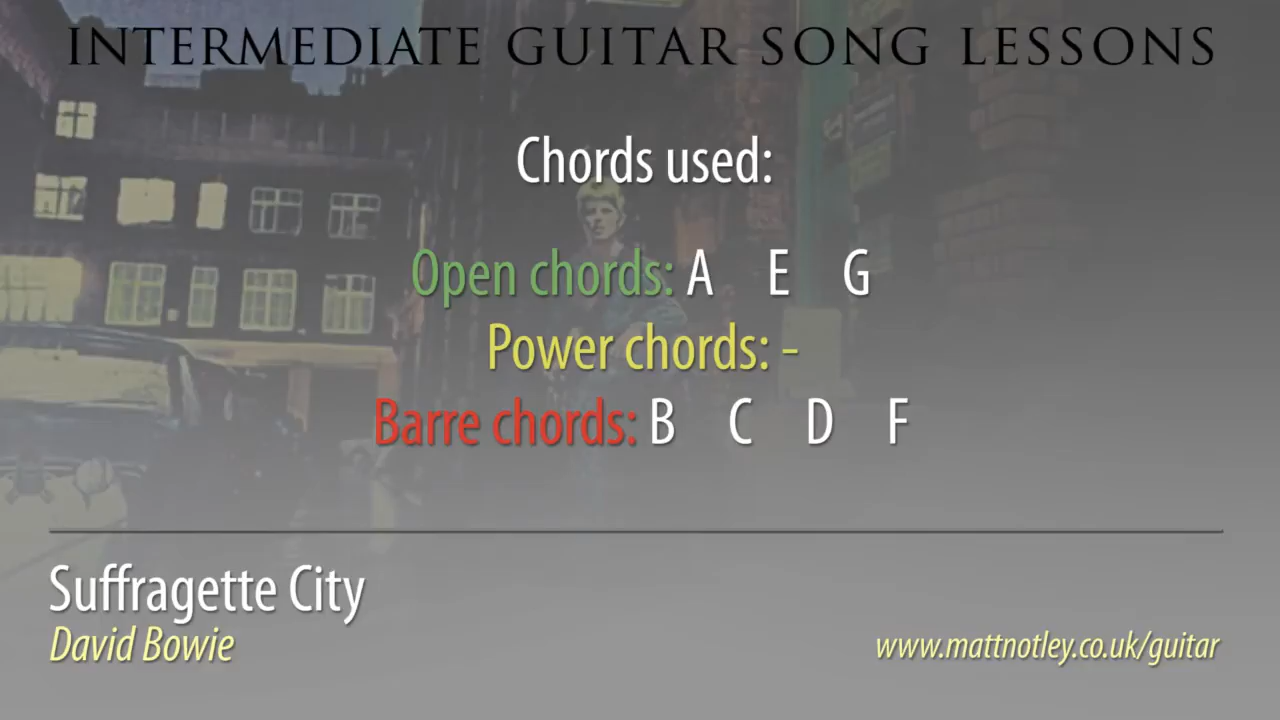 INTERMEDIATE GUITAR SONG LESSONS
Chords used:
Open chords: A E G
Power chords: -
Barre chords: B C D F
Suffragette City
David Bowie
www.mattnotley.co.uk/guitar